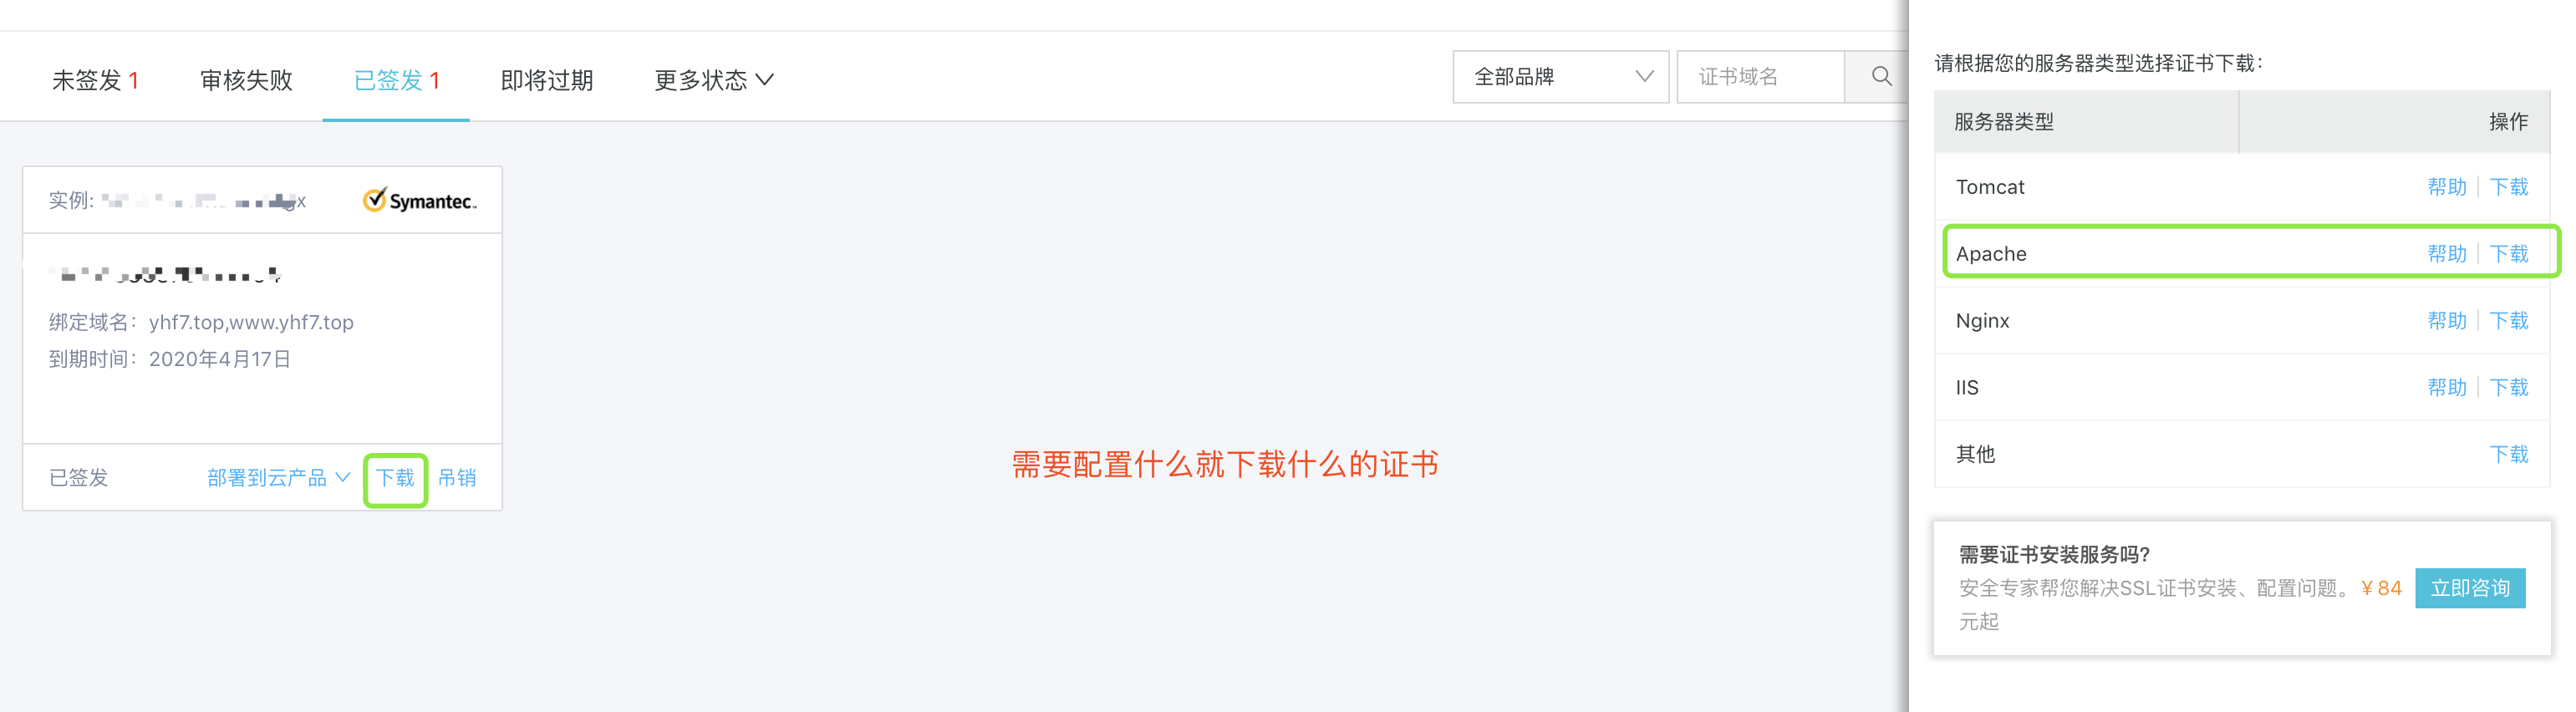 未签发 1 审核失败 已签发 1 即将过期 更多状态
全部品牌 证书域名
实例: Symantec
绑定域名: yhf7.top,www.yhf7.top
到期时间: 2020年4月17日
已签发 部署到云产品 下载 吊销
需要配置什么就下载什么的证书
请根据您的服务器类型选择证书下载:
服务器类型 操作
Tomcat 帮助 下载
Apache 帮助 下载
Nginx 帮助 下载
IIS 帮助 下载
其他 下载
需要证书安装服务吗?
安全专家帮您解决SSL证书安装、配置问题。 ¥ 84 立即咨询
元起